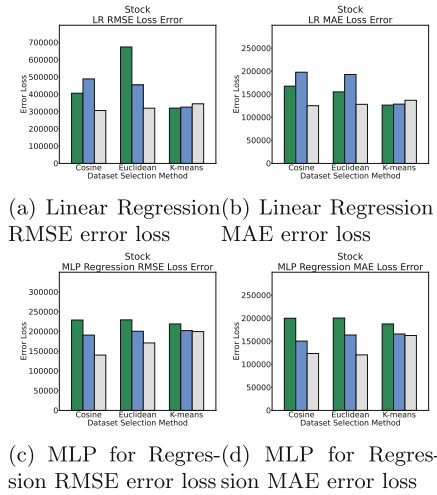 Stock
LR RMSE Loss Error
700000
600000
500000
400000
300000
200000
100000
0
Error Loss
Cosine Euclidean K-means
Dataset Selection Method
(a) Linear Regression
RMSE error loss
Stock
LR MAE Loss Error
250000
200000
150000
100000
50000
0
Error Loss
Cosine Euclidean K-means
Dataset Selection Method
(b) Linear Regression
MAE error loss
Stock
MLP Regression RMSE Loss Error
300000
250000
200000
150000
100000
50000
0
Error Loss
Cosine Euclidean K-means
Dataset Selection Method
(c) MLP for Regres-
sion RMSE error loss
Stock
MLP Regression MAE Loss Error
250000
200000
150000
100000
50000
0
Error Loss
Cosine Euclidean K-means
Dataset Selection Method
(d) MLP for Regres-
sion MAE error loss